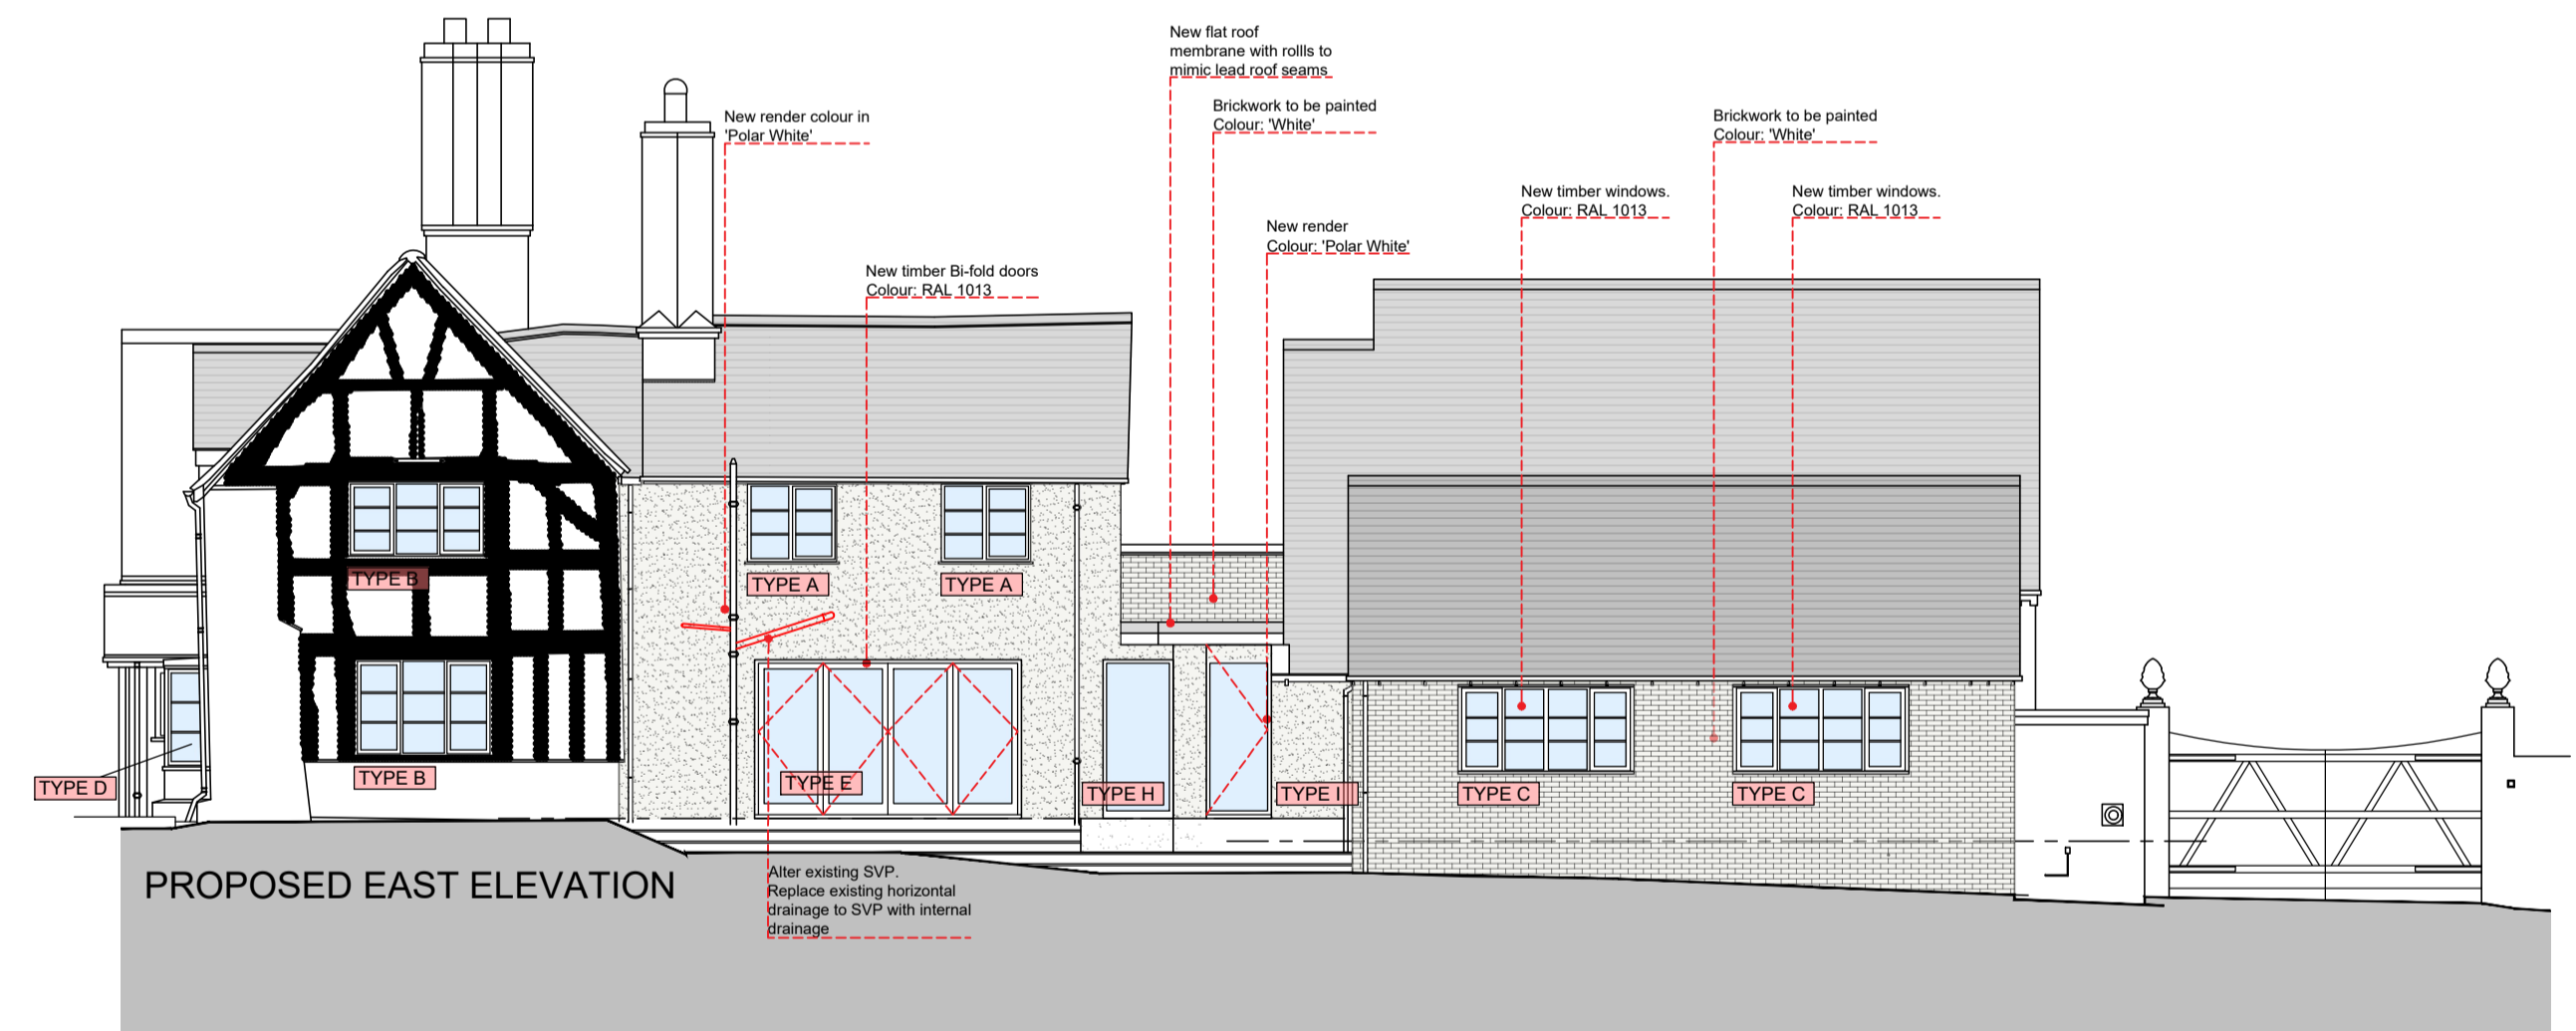 New flat roof
membrane with rollls to
mimic lead roof seams
Brickwork to be painted
Colour: 'White'
New render colour in
'Polar White'
Brickwork to be painted
Colour: 'White'
New timber windows.
Colour: RAL 1013
New timber windows.
Colour: RAL 1013
New render
Colour: 'Polar White'
New timber Bi-fold doors
Colour: RAL 1013
TYPE B
TYPE A
TYPE A
TYPE B
TYPE D
TYPE E
TYPE H
TYPE I
TYPE C
TYPE C
Alter existing SVP.
Replace existing horizontal
drainage to SVP with internal
drainage
PROPOSED EAST ELEVATION